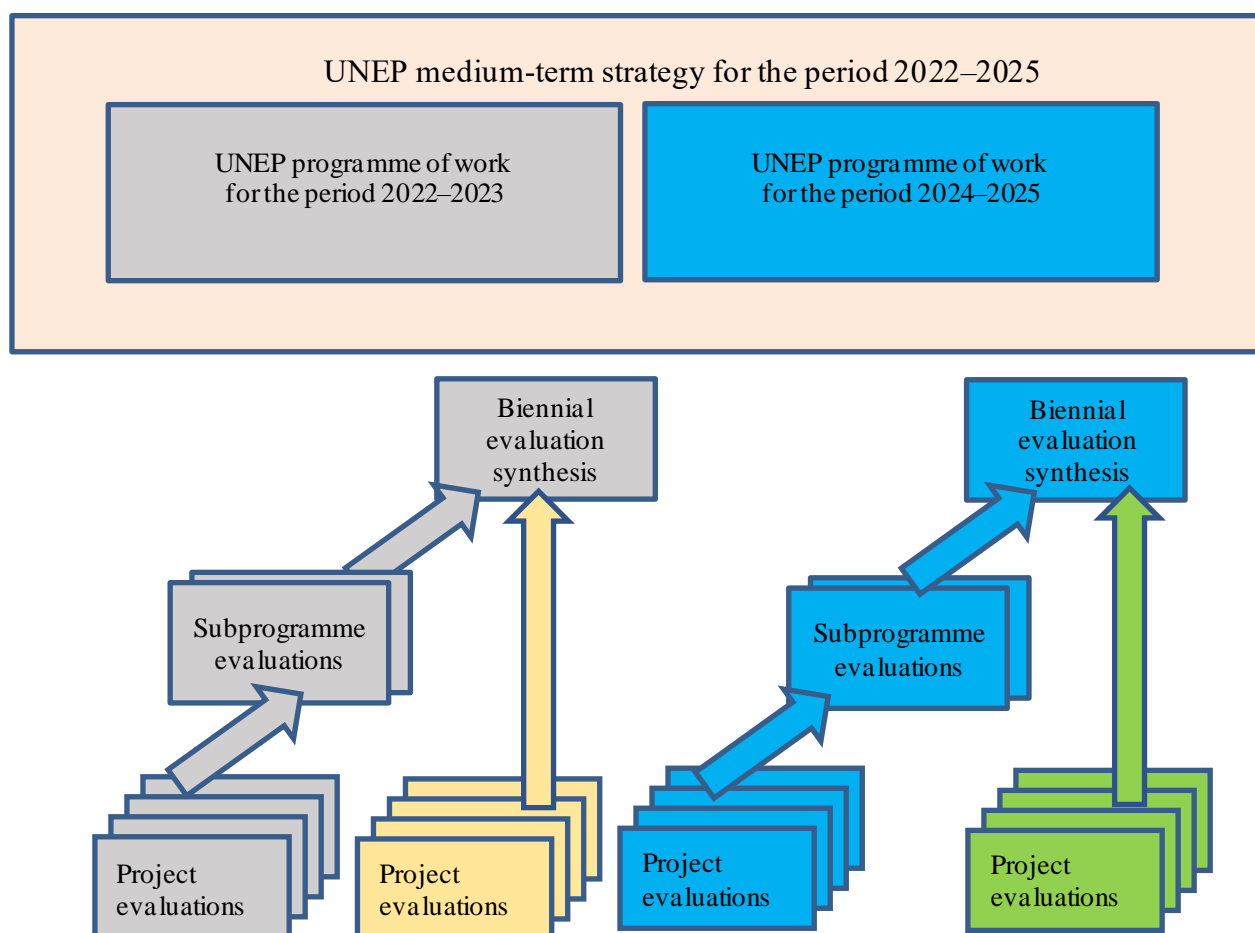 UNEP medium-term strategy for the period 2022–2025
UNEP programme of work
for the period 2022–2023
UNEP programme of work
for the period 2024–2025
Biennial
evaluation
synthesis
Biennial
evaluation
synthesis
Subprogramme
evaluations
Subprogramme
evaluations
Project
evaluations
Project
evaluations
Project
evaluations
Project
evaluations